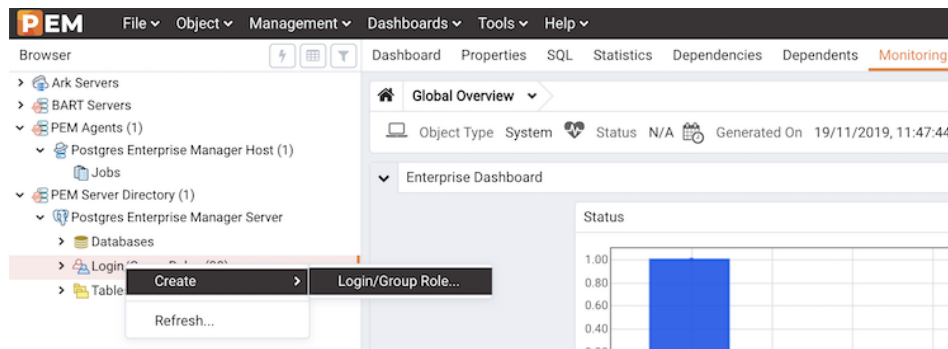 PEM File Object Management Dashboards Tools Help
Browser
Dashboard Properties SQL Statistics Dependencies Dependents Monitoring
Ark Servers
BART Servers
PEM Agents (1)
Postgres Enterprise Manager Host (1)
Jobs
PEM Server Directory (1)
Postgres Enterprise Manager Server
Databases
Create
Login/Group Role...
Refresh...
Global Overview
Object Type System Status N/A Generated On 19/11/2019, 11:47:44
Enterprise Dashboard
Status
1.00
0.80
0.60
0.40